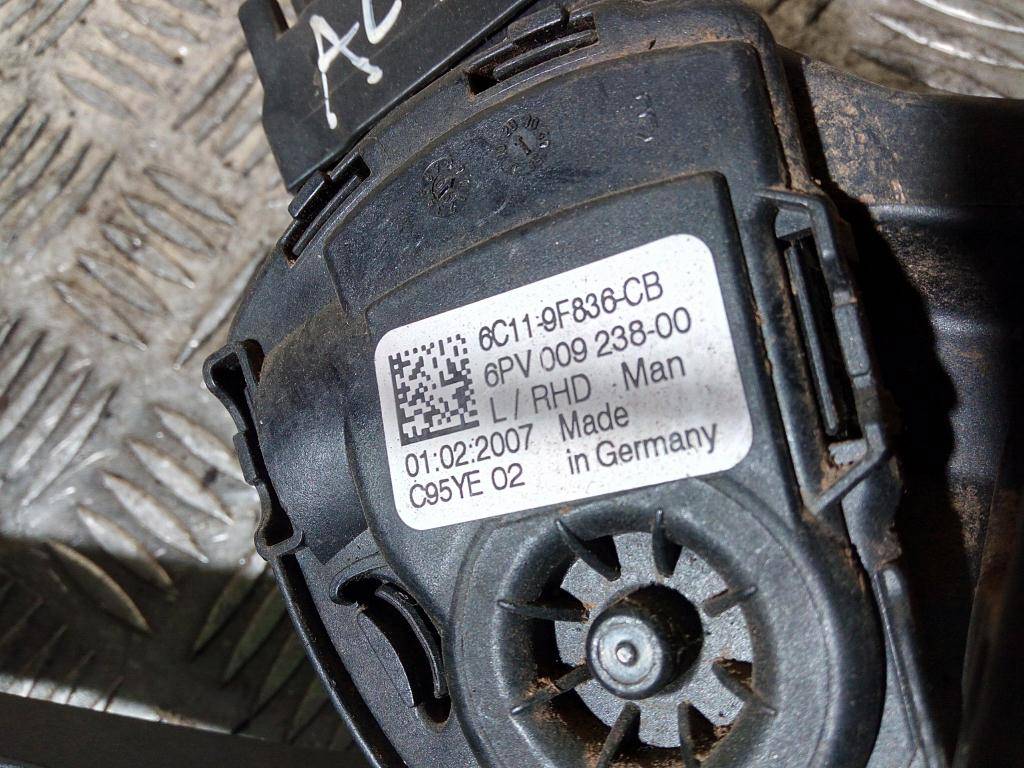 6C11-9F836-CB
6PV 009 238-00
L / RHD Man
01:02:2007 Made
C95YE 02 in Germany